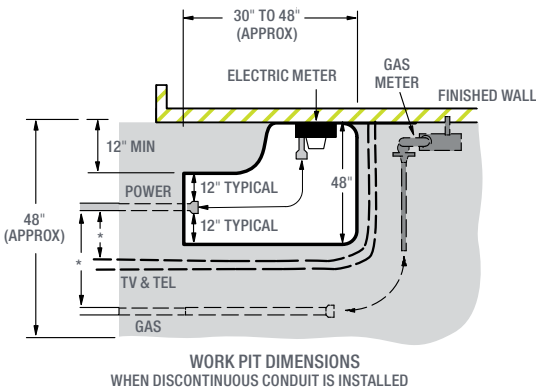 30" TO 48"
(APPROX)
ELECTRIC METER
GAS
METER
FINISHED WALL
12" MIN
POWER
12" TYPICAL
48"
48"
(APPROX)
*
12" TYPICAL
*
TV & TEL
GAS
WORK PIT DIMENSIONS
WHEN DISCONTINUOUS CONDUIT IS INSTALLED